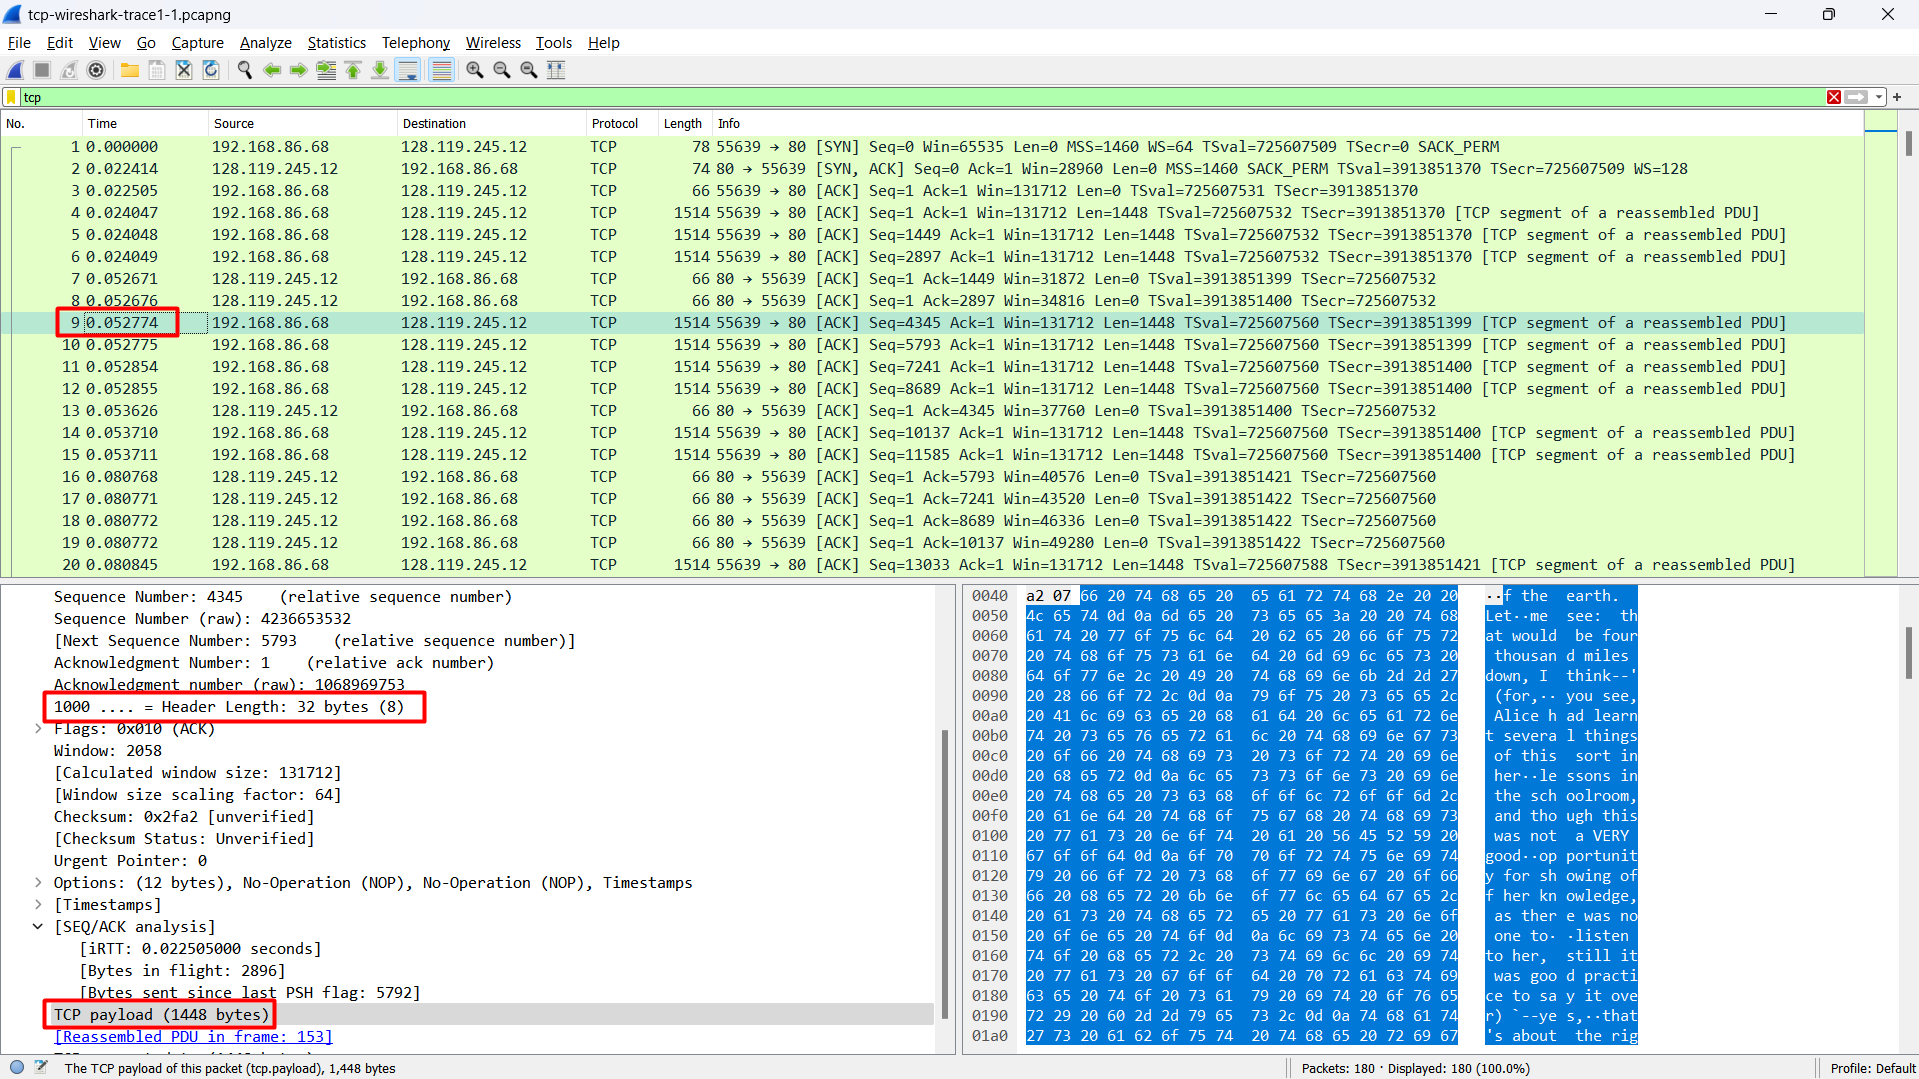 tcp-wireshark-trace1-1.pcapng
File Edit View Go Capture Analyze Statistics Telephony Wireless Tools Help
tcp
No. Time Source Destination Protocol Length Info
1 0.000000 192.168.86.68 128.119.245.12 TCP 78 55639 → 80 [SYN] Seq=0 Win=65535 Len=0 MSS=1460 WS=64 TSval=725607509 TSecr=0 SACK_PERM
2 0.022414 128.119.245.12 192.168.86.68 TCP 74 80 → 55639 [SYN, ACK] Seq=0 Ack=1 Win=28960 Len=0 MSS=1460 SACK_PERM TSval=3913851370 TSecr=725607509 WS=128
3 0.022505 192.168.86.68 128.119.245.12 TCP 66 55639 → 80 [ACK] Seq=1 Ack=1 Win=131712 Len=0 TSval=725607531 TSecr=3913851370
4 0.024047 192.168.86.68 128.119.245.12 TCP 1514 55639 → 80 [ACK] Seq=1 Ack=1 Win=131712 Len=1448 TSval=725607532 TSecr=3913851370 [TCP segment of a reassembled PDU]
5 0.024048 192.168.86.68 128.119.245.12 TCP 1514 55639 → 80 [ACK] Seq=1449 Ack=1 Win=131712 Len=1448 TSval=725607532 TSecr=3913851370 [TCP segment of a reassembled PDU]
6 0.024049 192.168.86.68 128.119.245.12 TCP 1514 55639 → 80 [ACK] Seq=2897 Ack=1 Win=131712 Len=1448 TSval=725607532 TSecr=3913851370 [TCP segment of a reassembled PDU]
7 0.052671 128.119.245.12 192.168.86.68 TCP 66 80 → 55639 [ACK] Seq=1 Ack=1449 Win=31872 Len=0 TSval=3913851399 TSecr=725607532
8 0.052676 128.119.245.12 192.168.86.68 TCP 66 80 → 55639 [ACK] Seq=1 Ack=2897 Win=34816 Len=0 TSval=3913851400 TSecr=725607532
9 0.052774 192.168.86.68 128.119.245.12 TCP 1514 55639 → 80 [ACK] Seq=4345 Ack=1 Win=131712 Len=1448 TSval=725607560 TSecr=3913851399 [TCP segment of a reassembled PDU]
10 0.052775 192.168.86.68 128.119.245.12 TCP 1514 55639 → 80 [ACK] Seq=5793 Ack=1 Win=131712 Len=1448 TSval=725607560 TSecr=3913851399 [TCP segment of a reassembled PDU]
11 0.052854 192.168.86.68 128.119.245.12 TCP 1514 55639 → 80 [ACK] Seq=7241 Ack=1 Win=131712 Len=1448 TSval=725607560 TSecr=3913851400 [TCP segment of a reassembled PDU]
12 0.052855 192.168.86.68 128.119.245.12 TCP 1514 55639 → 80 [ACK] Seq=8689 Ack=1 Win=131712 Len=1448 TSval=725607560 TSecr=3913851400 [TCP segment of a reassembled PDU]
13 0.053626 128.119.245.12 192.168.86.68 TCP 66 80 → 55639 [ACK] Seq=1 Ack=4345 Win=37760 Len=0 TSval=3913851400 TSecr=725607532
14 0.053710 192.168.86.68 128.119.245.12 TCP 1514 55639 → 80 [ACK] Seq=10137 Ack=1 Win=131712 Len=1448 TSval=725607560 TSecr=3913851400 [TCP segment of a reassembled PDU]
15 0.053711 192.168.86.68 128.119.245.12 TCP 1514 55639 → 80 [ACK] Seq=11585 Ack=1 Win=131712 Len=1448 TSval=725607560 TSecr=3913851400 [TCP segment of a reassembled PDU]
16 0.080768 128.119.245.12 192.168.86.68 TCP 66 80 → 55639 [ACK] Seq=1 Ack=5793 Win=40576 Len=0 TSval=3913851421 TSecr=725607560
17 0.080771 128.119.245.12 192.168.86.68 TCP 66 80 → 55639 [ACK] Seq=1 Ack=7241 Win=43520 Len=0 TSval=3913851422 TSecr=725607560
18 0.080772 128.119.245.12 192.168.86.68 TCP 66 80 → 55639 [ACK] Seq=1 Ack=8689 Win=46336 Len=0 TSval=3913851422 TSecr=725607560
19 0.080772 128.119.245.12 192.168.86.68 TCP 66 80 → 55639 [ACK] Seq=1 Ack=10137 Win=49280 Len=0 TSval=3913851422 TSecr=725607560
20 0.080845 192.168.86.68 128.119.245.12 TCP 1514 55639 → 80 [ACK] Seq=13033 Ack=1 Win=131712 Len=1448 TSval=725607588 TSecr=3913851421 [TCP segment of a reassembled PDU]
Sequence Number: 4345 (relative sequence number)
Sequence Number (raw): 4236653532
[Next Sequence Number: 5793 (relative sequence number)]
Acknowledgment Number: 1 (relative ack number)
Acknowledgment number (raw): 1068969753
1000 .... = Header Length: 32 bytes (8)
Flags: 0x010 (ACK)
Window: 2058
[Calculated window size: 131712]
[Window size scaling factor: 64]
Checksum: 0x2fa2 [unverified]
[Checksum Status: Unverified]
Urgent Pointer: 0
Options: (12 bytes), No-Operation (NOP), No-Operation (NOP), Timestamps
[Timestamps]
[SEQ/ACK analysis]
[iRTT: 0.022505000 seconds]
[Bytes in flight: 2896]
[Bytes sent since last PSH flag: 5792]
TCP payload (1448 bytes)
[Reassembled PDU in frame: 153]
0040 a2 07 66 20 74 68 65 20 65 61 72 74 68 2e 20 20 ··f the earth.
0050 4c 65 74 0d 0a 6d 65 20 73 65 65 3a 20 20 74 68 Let··me see: th
0060 61 74 20 77 6f 75 6c 64 20 62 65 20 66 6f 75 72 at would be four
0070 20 74 68 6f 75 73 61 6e 64 20 6d 69 6c 65 73 20 thousan d miles
0080 64 6f 77 6e 2c 20 49 20 74 68 69 6e 6b 2d 2d 27 down, I think--'
0090 20 28 66 6f 72 2c 0d 0a 79 6f 75 20 73 65 65 2c (for,·· you see,
00a0 20 41 6c 69 63 65 20 68 61 64 20 6c 65 61 72 6e Alice h ad learn
00b0 74 20 73 65 76 65 72 61 6c 20 74 68 69 6e 67 73 t severa l things
00c0 20 6f 66 20 74 68 69 73 20 73 6f 72 74 20 69 6e of this sort in
00d0 20 68 65 72 0d 0a 6c 65 73 73 6f 6e 73 20 69 6e her··le ssons in
00e0 20 74 68 65 20 73 63 68 6f 6f 6c 72 6f 6f 6d 2c the sch oolroom,
00f0 20 61 6e 64 20 74 68 6f 75 67 68 20 74 68 69 73 and tho ugh this
0100 20 77 61 73 20 6e 6f 74 20 61 20 56 45 52 59 20 was not a VERY
0110 67 6f 6f 64 0d 0a 6f 70 70 6f 72 74 75 6e 69 74 good··op portunit
0120 79 20 66 6f 72 20 73 68 6f 77 69 6e 67 20 6f 66 y for sh owing of
0130 66 20 68 65 72 20 6b 6e 6f 77 6c 65 64 67 65 2c f her kn owledge,
0140 20 61 73 20 74 68 65 72 65 20 77 61 73 20 6e 6f as ther e was no
0150 20 6f 6e 65 20 74 6f 0d 0a 6c 69 73 74 65 6e 20 one to· ·listen
0160 74 6f 20 68 65 72 2c 20 73 74 69 6c 6c 20 69 74 to her, still it
0170 20 77 61 73 20 67 6f 6f 64 20 70 72 61 63 74 69 was goo d practi
0180 63 65 20 74 6f 20 73 61 79 20 69 74 20 6f 76 65 ce to sa y it ove
0190 72 29 20 60 2d 2d 79 65 73 2c 0d 0a 74 68 61 74 r) `--ye s,··that
01a0 27 73 20 61 62 6f 75 74 20 74 68 65 20 72 69 67 's about the rig
The TCP payload of this packet (tcp.payload), 1,448 bytes
Packets: 180 · Displayed: 180 (100.0%)
Profile: Default